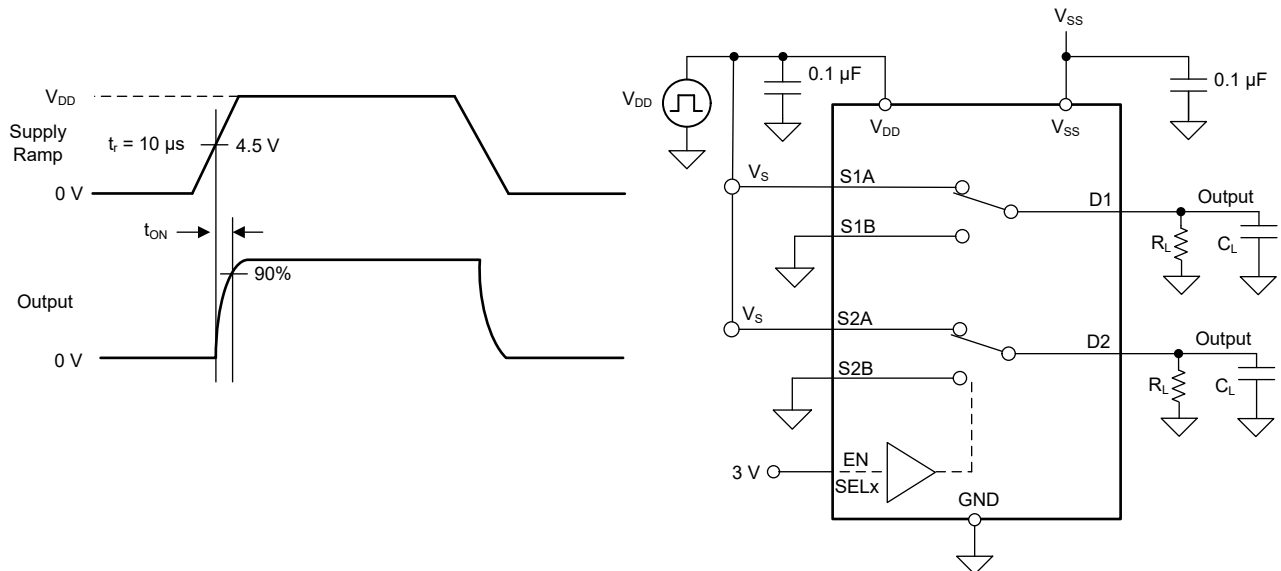 V_DD
Supply
Ramp
t_r = 10 µs
4.5 V
0 V
t_ON
90%
Output
0 V
V_SS
0.1 µF
0.1 µF
V_DD
V_DD
V_SS
V_S
S1A
D1
Output
S1B
R_L
C_L
V_S
S2A
D2
Output
S2B
R_L
C_L
3 V
EN
SELx
GND